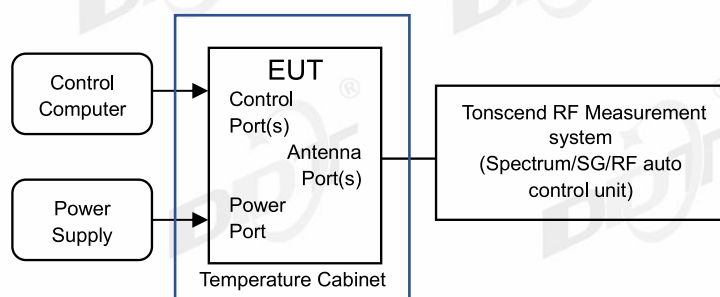 Control
Computer
Power
Supply
EUT
Control
Port(s)
Antenna
Port(s)
Power
Port
Temperature Cabinet
Tonscend RF Measurement
system
(Spectrum/SG/RF auto
control unit)